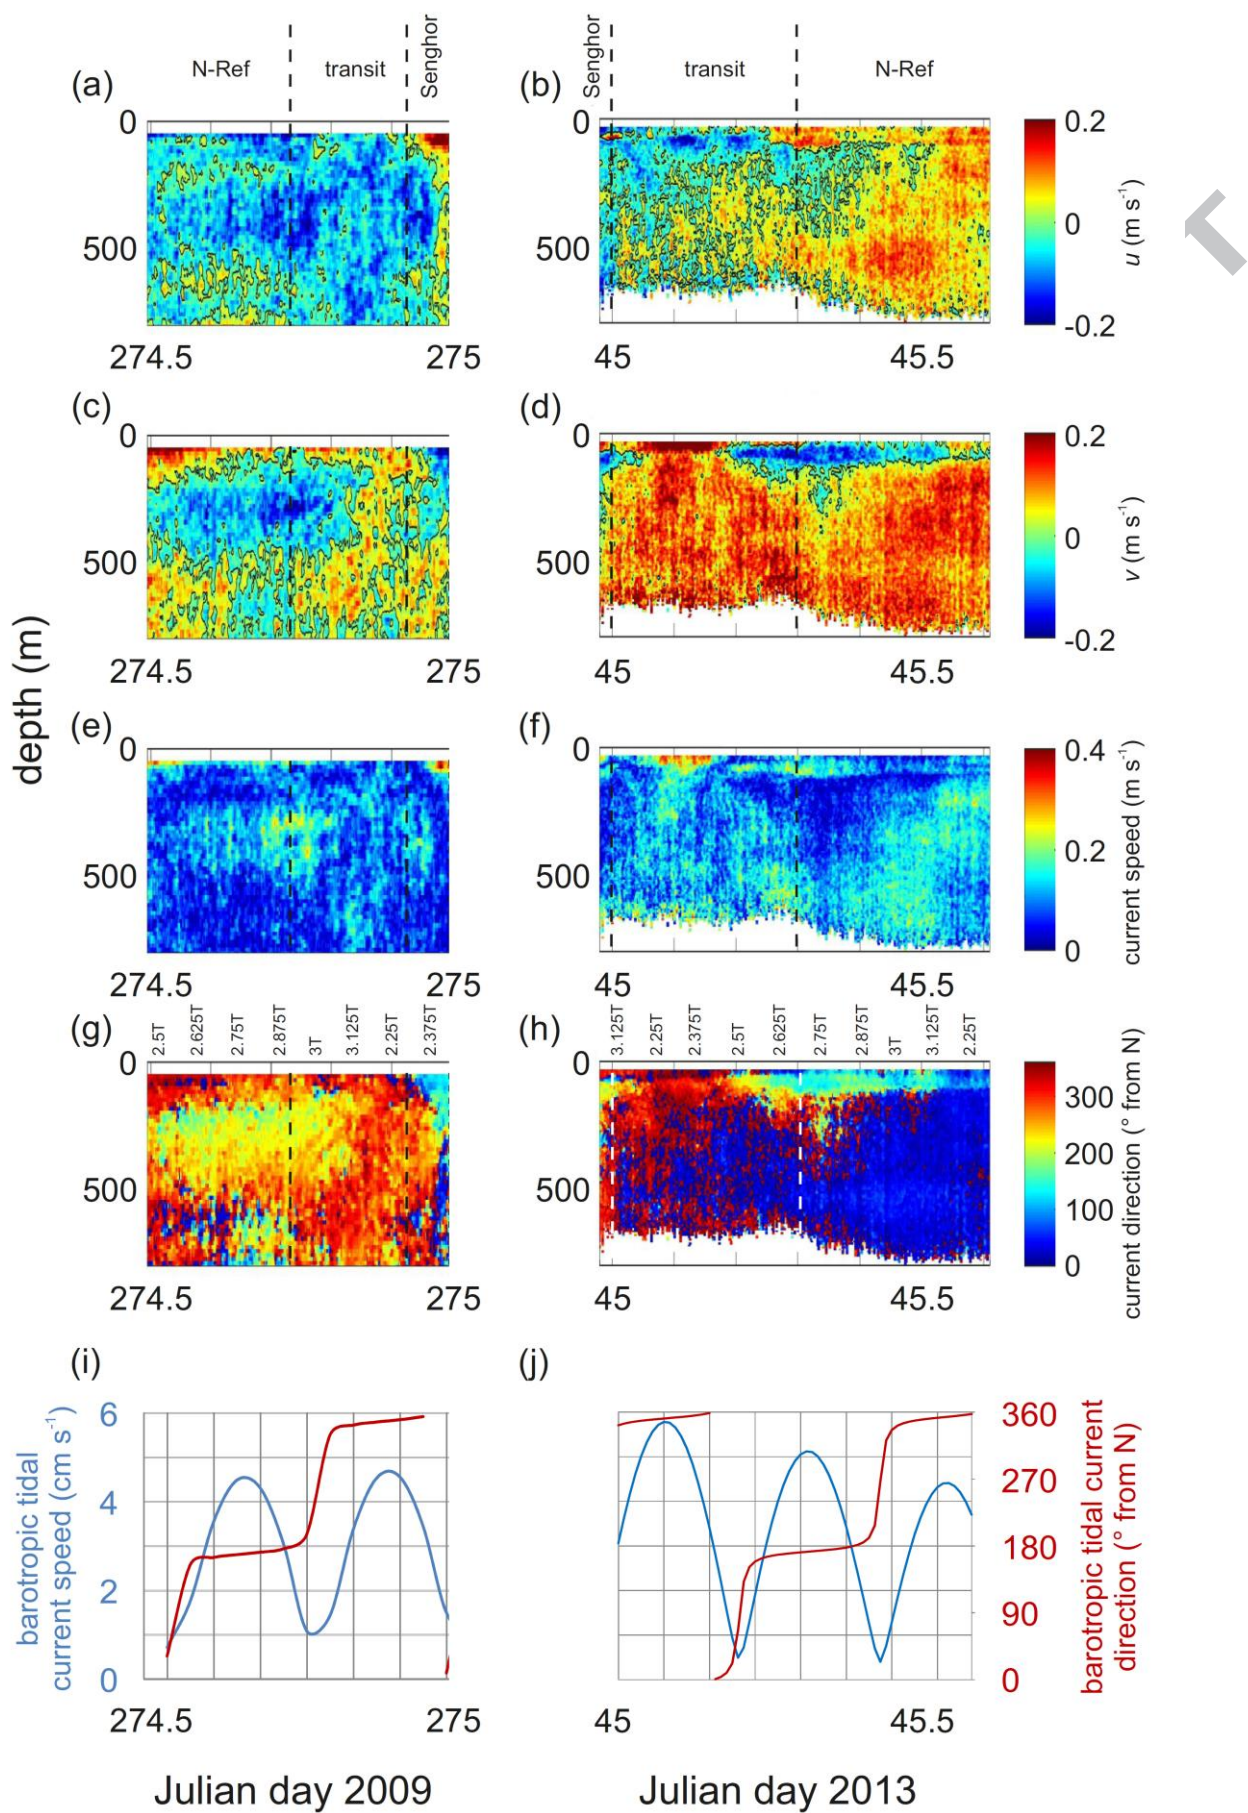 Senghor
(a)
N-Ref
transit
(b)
Senghor
transit
N-Ref
0
500
274.5
275
0
500
45
45.5
0.2
0
-0.2
u (m s-1)
(c)
(d)
0
500
274.5
275
0
500
45
45.5
0.2
0
-0.2
v (m s-1)
depth (m)
(e)
(f)
0
500
274.5
275
0
500
45
45.5
0.4
0.2
0
current speed (m s-1)
(g)
2.5T
2.625T
2.75T
2.875T
3T
3.125T
2.25T
2.375T
(h)
3.125T
2.25T
2.375T
2.5T
2.625T
2.75T
2.875T
3T
3.125T
2.25T
0
500
274.5
275
0
500
45
45.5
300
200
100
0
current direction (° from N)
(i)
(j)
barotropic tidal
current speed (cm s-1)
6
4
2
0
274.5
275
45
45.5
360
270
180
90
0
barotropic tidal current
direction (° from N)
Julian day 2009
Julian day 2013